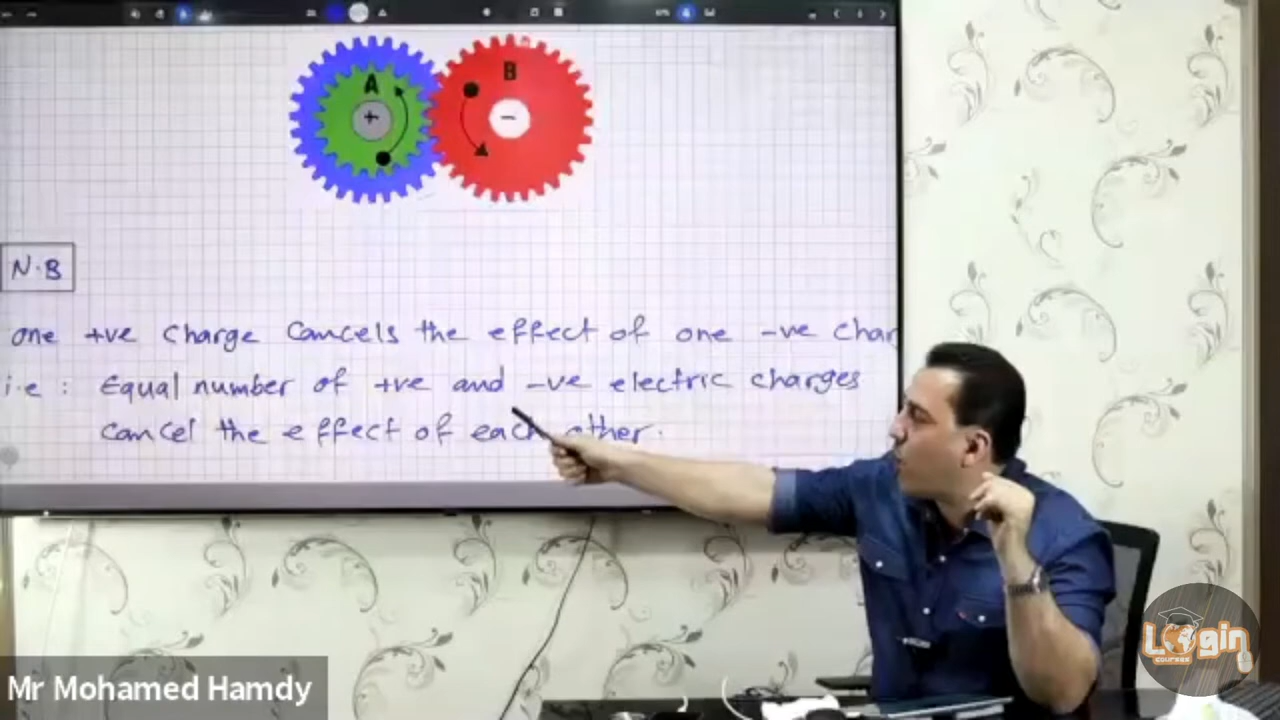 A
B
+
-
N.B
one +ve charge cancels the effect of one -ve char
i.e : Equal number of +ve and -ve electric charges
cancel the effect of each other.
Mr Mohamed Hamdy
Login
COURSES